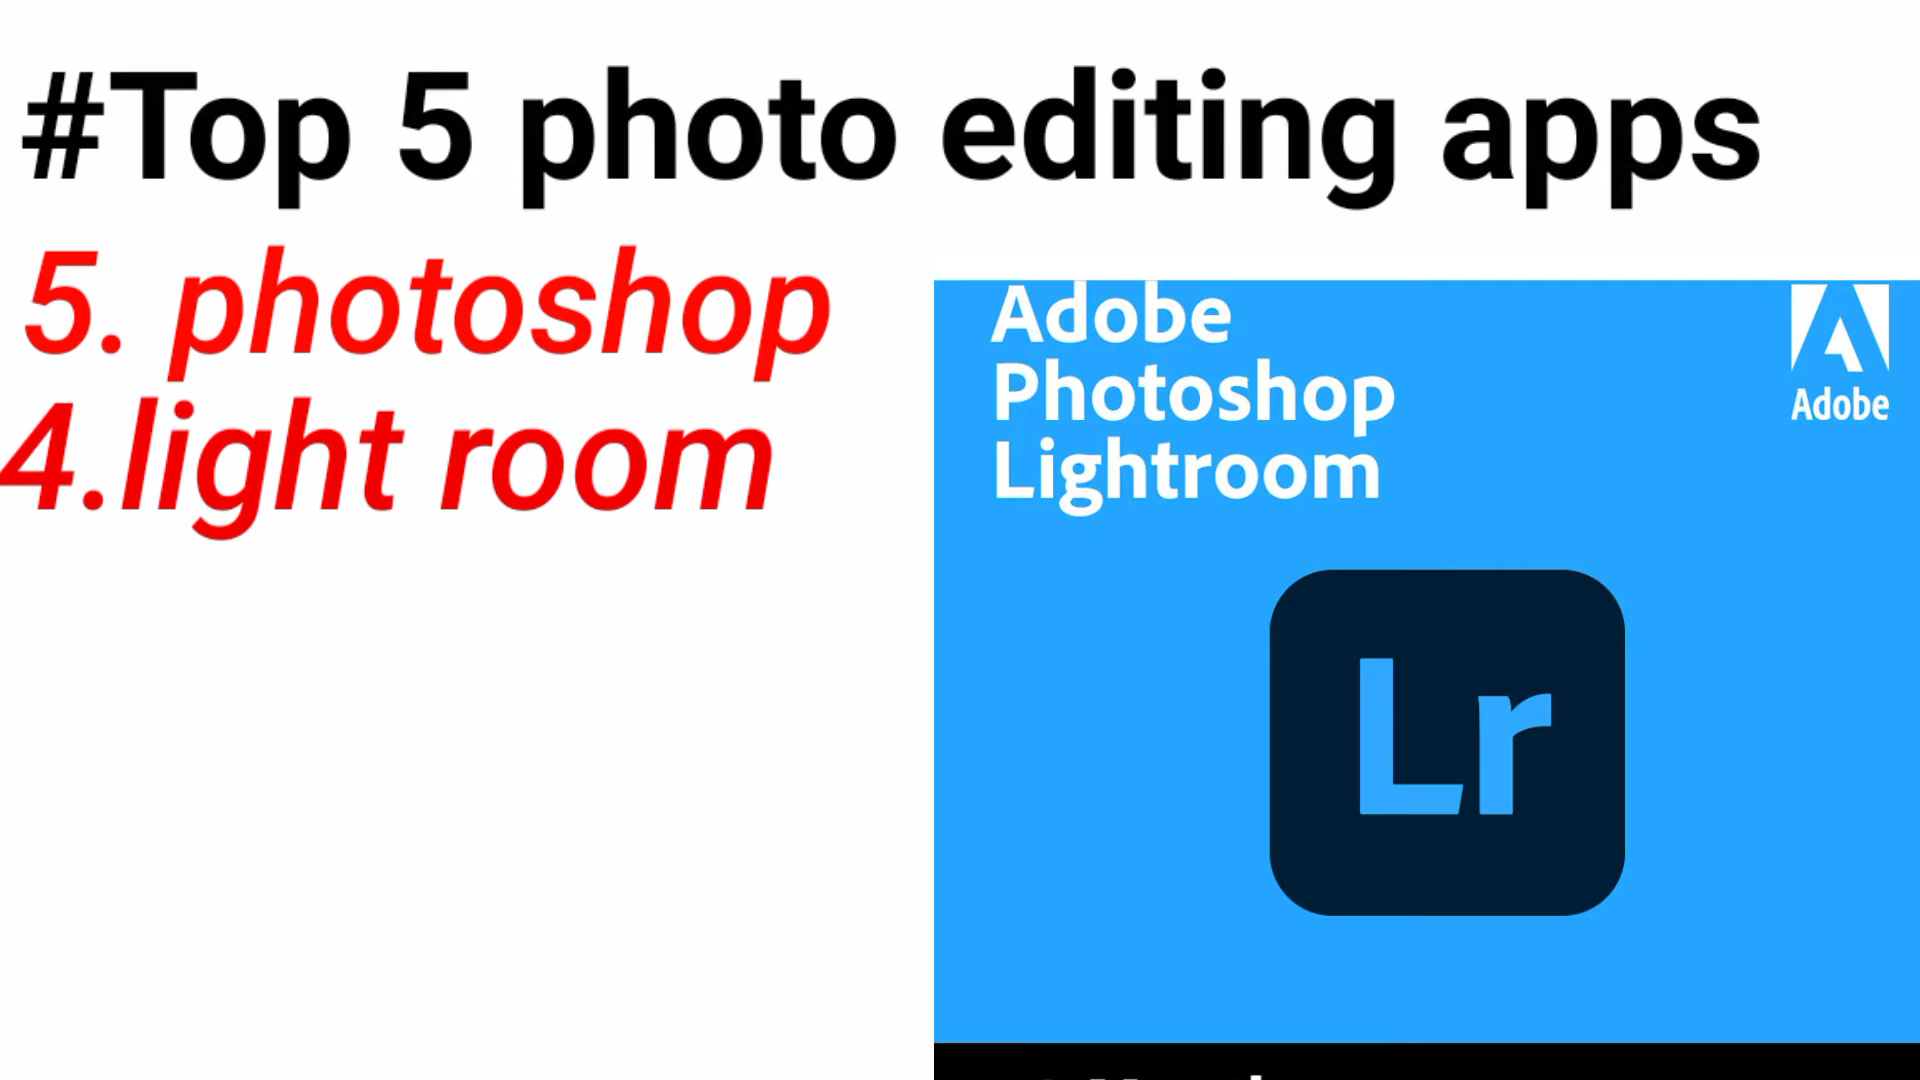 #Top 5 photo editing apps
5. photoshop
4.light room
Adobe
Photoshop
Lightroom
Adobe
Lr